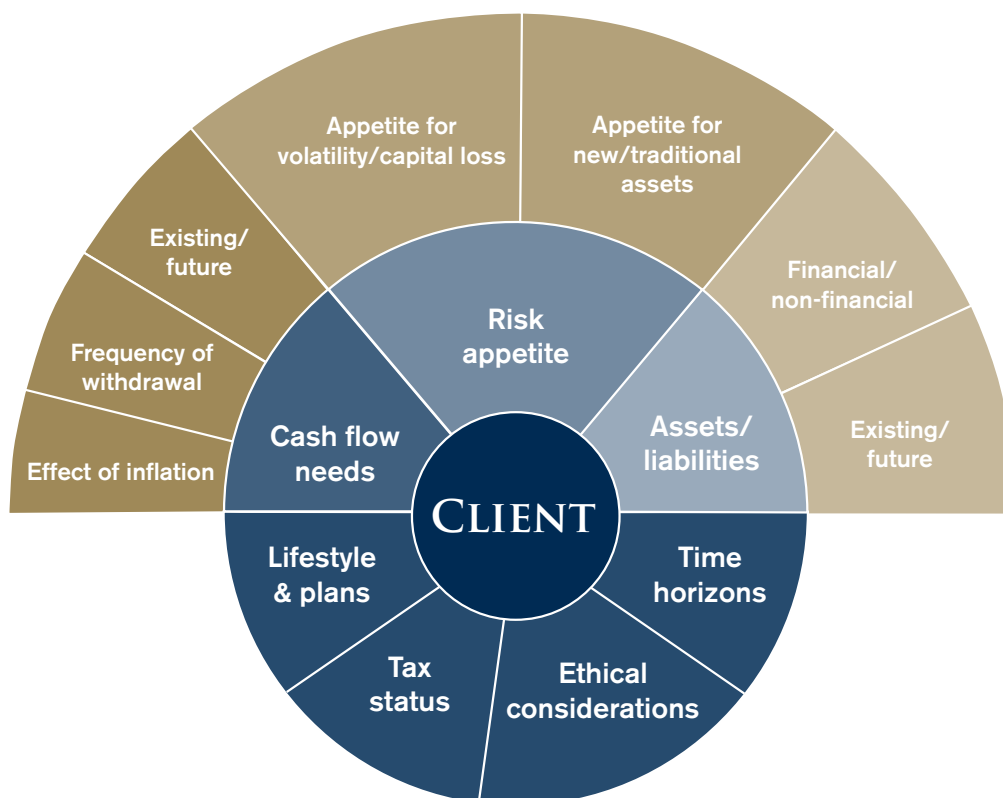 Appetite for
volatility/capital loss
Appetite for
new/traditional
assets
Existing/
future
Financial/
non-financial
Frequency of
withdrawal
Risk
appetite
Effect of inflation
Cash flow
needs
Assets/
liabilities
Existing/
future
CLIENT
Lifestyle
& plans
Time
horizons
Tax
status
Ethical
considerations